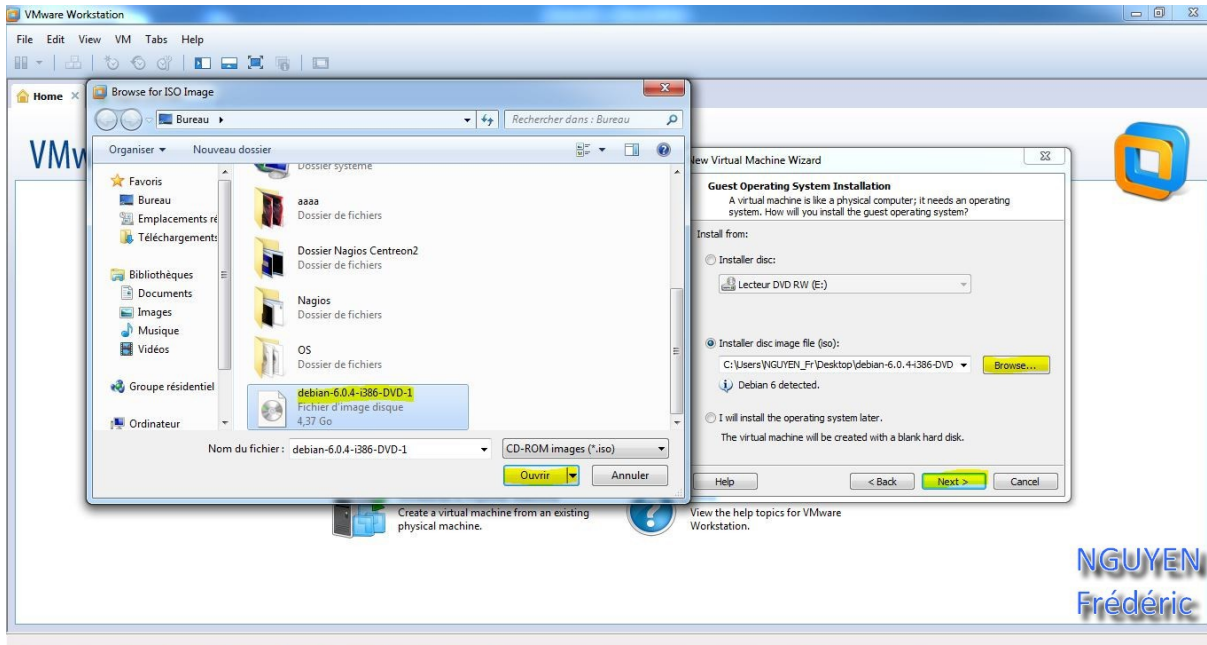 VMware Workstation
File Edit View VM Tabs Help
Home
VMw
Browse for ISO Image
Bureau
Rechercher dans : Bureau
Organiser
Nouveau dossier
Favoris
Bureau
Emplacements ré
Téléchargements
Bibliothèques
Documents
Images
Musique
Vidéos
Groupe résidentiel
Ordinateur
Dossier système
aaaa
Dossier de fichiers
Dossier Nagios Centreon2
Dossier de fichiers
Nagios
Dossier de fichiers
OS
Dossier de fichiers
debian-6.0.4-i386-DVD-1
Fichier d'image disque
4,37 Go
Nom du fichier : debian-6.0.4-i386-DVD-1
CD-ROM images (*.iso)
Ouvrir
Annuler
New Virtual Machine Wizard
Guest Operating System Installation
A virtual machine is like a physical computer; it needs an operating
system. How will you install the guest operating system?
Install from:
Installer disc:
Lecteur DVD RW (E:)
Installer disc image file (iso):
C:\Users\NGUYEN_Fr\Desktop\debian-6.0.4-i386-DVD
Browse...
Debian 6 detected.
I will install the operating system later.
The virtual machine will be created with a blank hard disk.
Help
< Back
Next >
Cancel
Create a virtual machine from an existing
physical machine.
View the help topics for VMware
Workstation.
NGUYEN
Frédéric